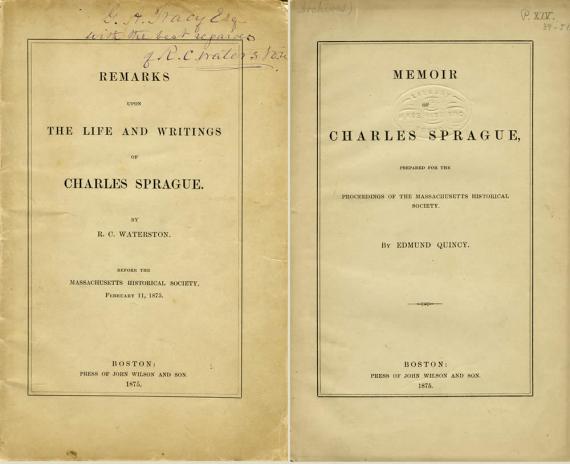 G. A. Tracy Esq
with the best regards
of R. C. Waterston
REMARKS
UPON
THE LIFE AND WRITINGS
OF
CHARLES SPRAGUE.
BY
R. C. WATERSTON.
BEFORE THE
MASSACHUSETTS HISTORICAL SOCIETY,
FEBRUARY 11, 1875.
BOSTON:
PRESS OF JOHN WILSON AND SON.
1875.
(Archives)
P. XIV.
MEMOIR
OF
CHARLES SPRAGUE,
PREPARED FOR THE
PROCEEDINGS OF THE MASSACHUSETTS HISTORICAL
SOCIETY.
BY EDMUND QUINCY.
BOSTON:
PRESS OF JOHN WILSON AND SON.
1875.